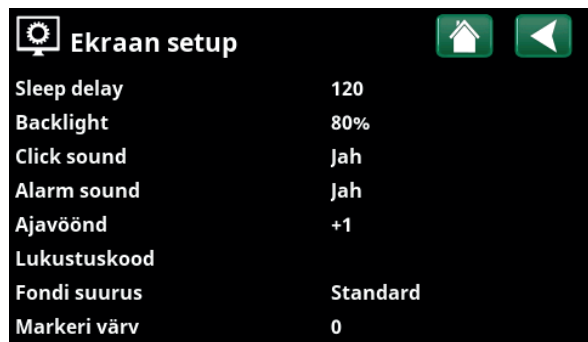 Ekraan setup
Sleep delay 120
Backlight 80%
Click sound Jah
Alarm sound Jah
Ajavöönd +1
Lukustuskood
Fondi suurus Standard
Markeri värv 0